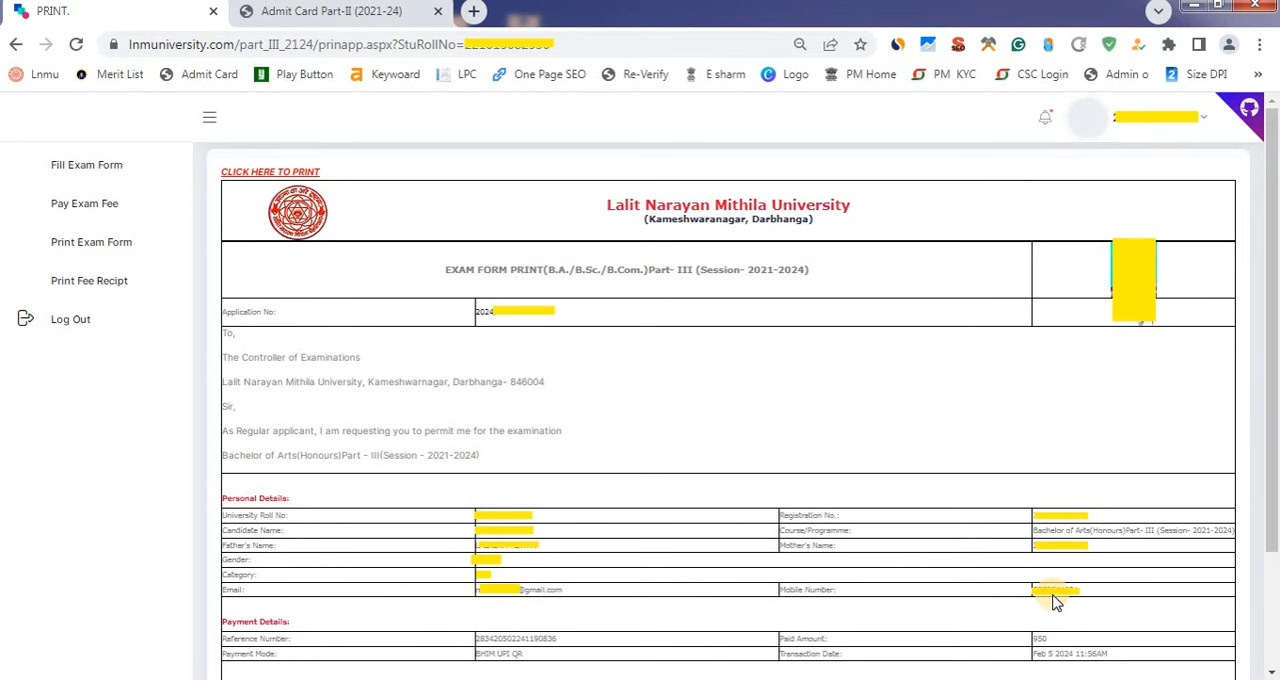 PRINT.
Admit Card Part-II (2021-24)
lnmuniversity.com/part_III_2124/prinapp.aspx?StuRollNo=
Lnmu Merit List Admit Card Play Button Keywoard LPC One Page SEO Re-Verify E sharm Logo PM Home PM KYC CSC Login Admin o Size DPI »
Fill Exam Form
Pay Exam Fee
Print Exam Form
Print Fee Recipt
Log Out
CLICK HERE TO PRINT
Lalit Narayan Mithila University
(Kameshwaranagar, Darbhanga)
EXAM FORM PRINT(B.A./B.Sc./B.Com.)Part- III (Session- 2021-2024)
Application No: 2024
To,
The Controller of Examinations
Lalit Narayan Mithila University, Kameshwarnagar, Darbhanga- 846004
Sir,
As Regular applicant, I am requesting you to permit me for the examination
Bachelor of Arts(Honours)Part - III(Session - 2021-2024)
Personal Details:
University Roll No: Registration No.:
Candidate Name: Course/Programme: Bachelor of Arts(Honours)Part- III (Session- 2021-2024)
Father's Name: Mother's Name:
Gender:
Category:
Email: @gmail.com Mobile Number:
Payment Details:
Reference Number: 283420502241190836 Paid Amount: 950
Payment Mode: BHIM UPI QR Transaction Date: Feb 5 2024 11:56AM